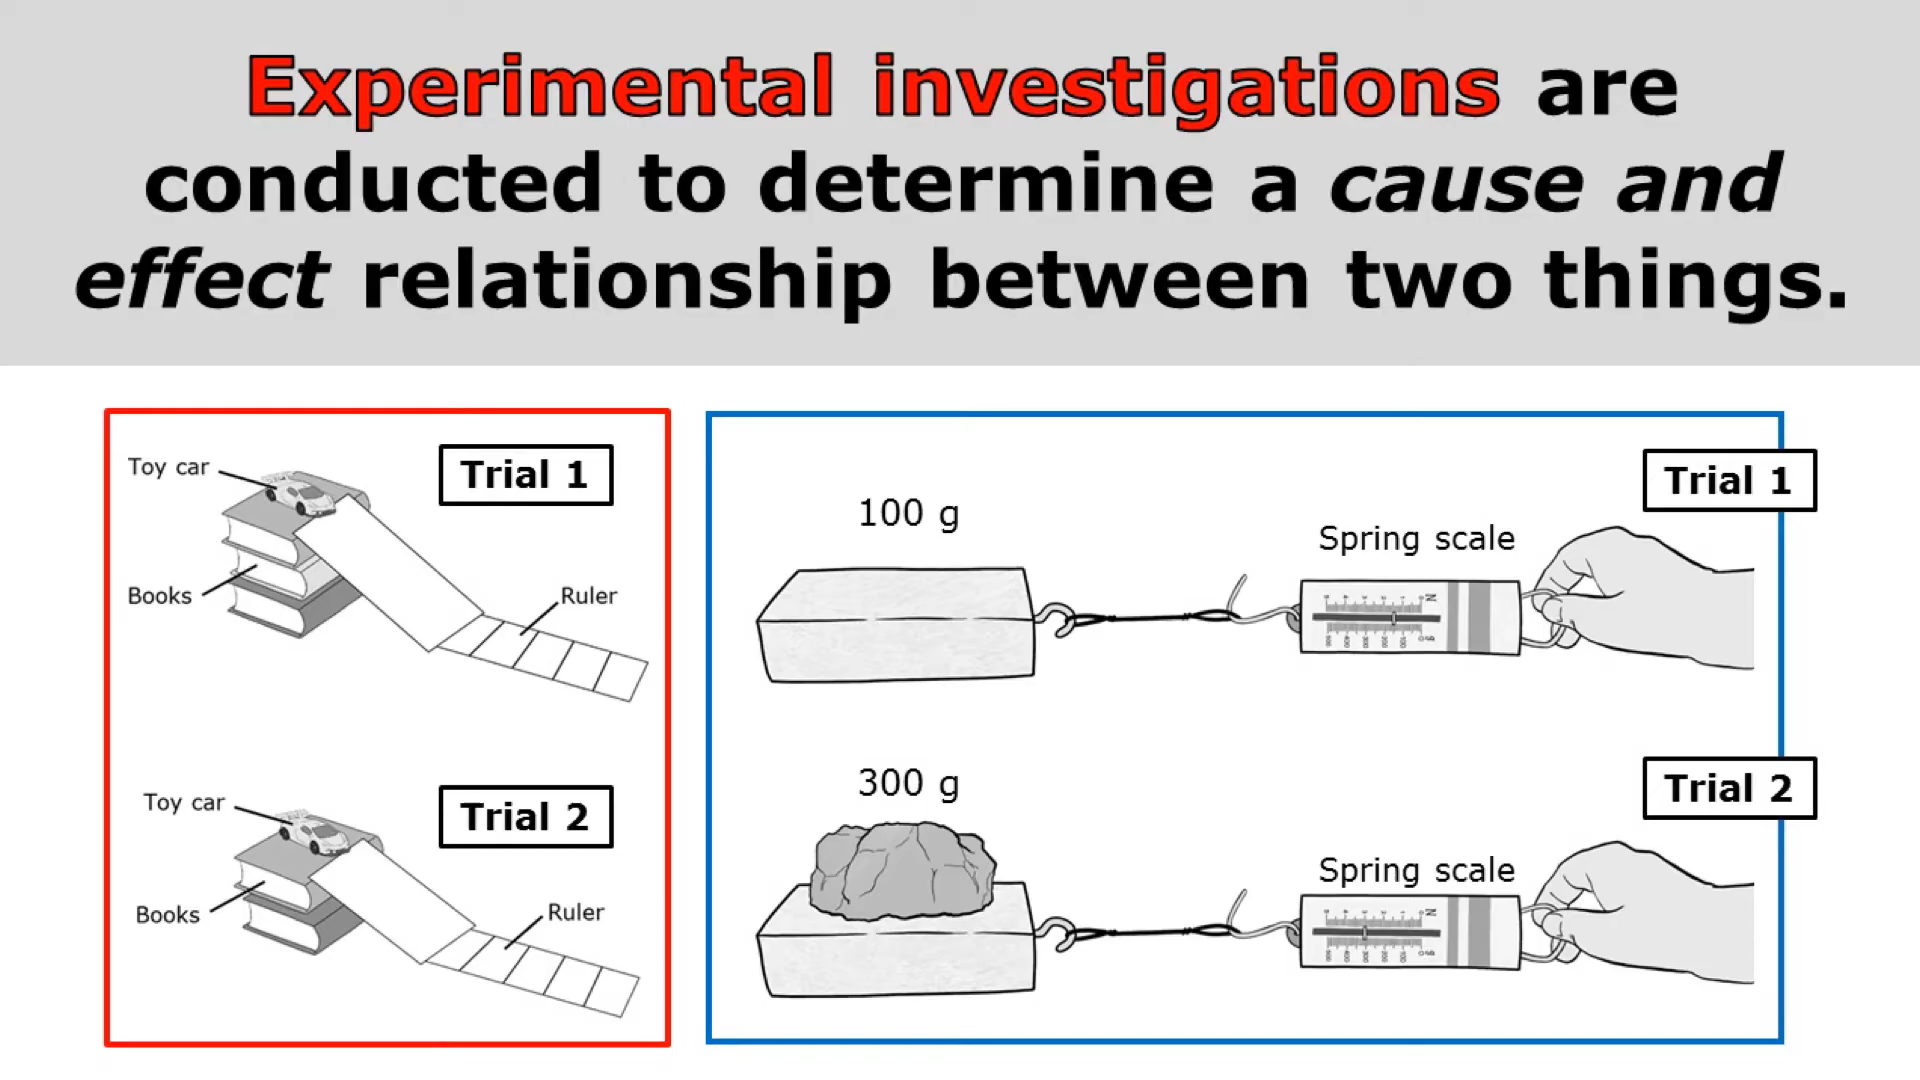 Experimental investigations are
conducted to determine a cause and
effect relationship between two things.
Toy car
Trial 1
Books
Ruler
Toy car
Trial 2
Books
Ruler
Trial 1
100 g
Spring scale
Trial 2
300 g
Spring scale